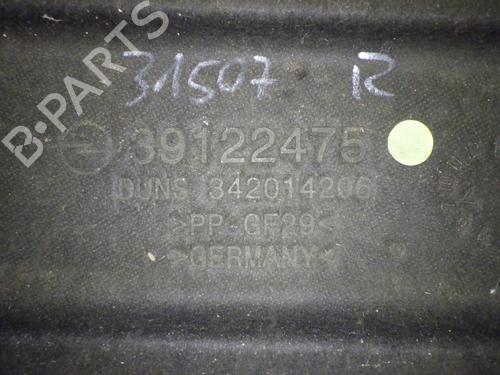 B-PARTS
31507 R
39122475
DUNS 342014206
>PP-GF29<
>GERMANY<